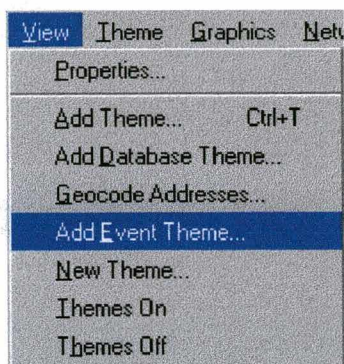 View Theme Graphics Netw
Properties...
Add Theme... Ctrl+T
Add Database Theme...
Geocode Addresses...
Add Event Theme...
New Theme...
Themes On
Themes Off